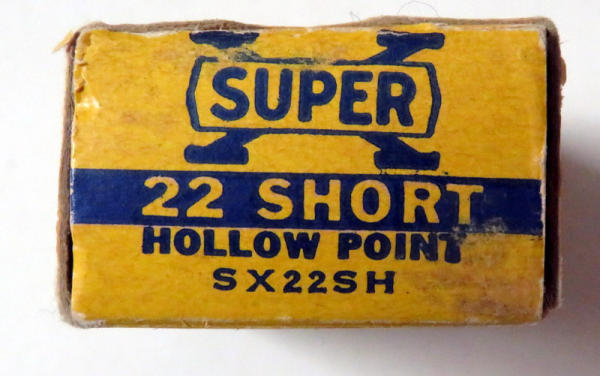 SUPER
22 SHORT
HOLLOW POINT
SX22SH